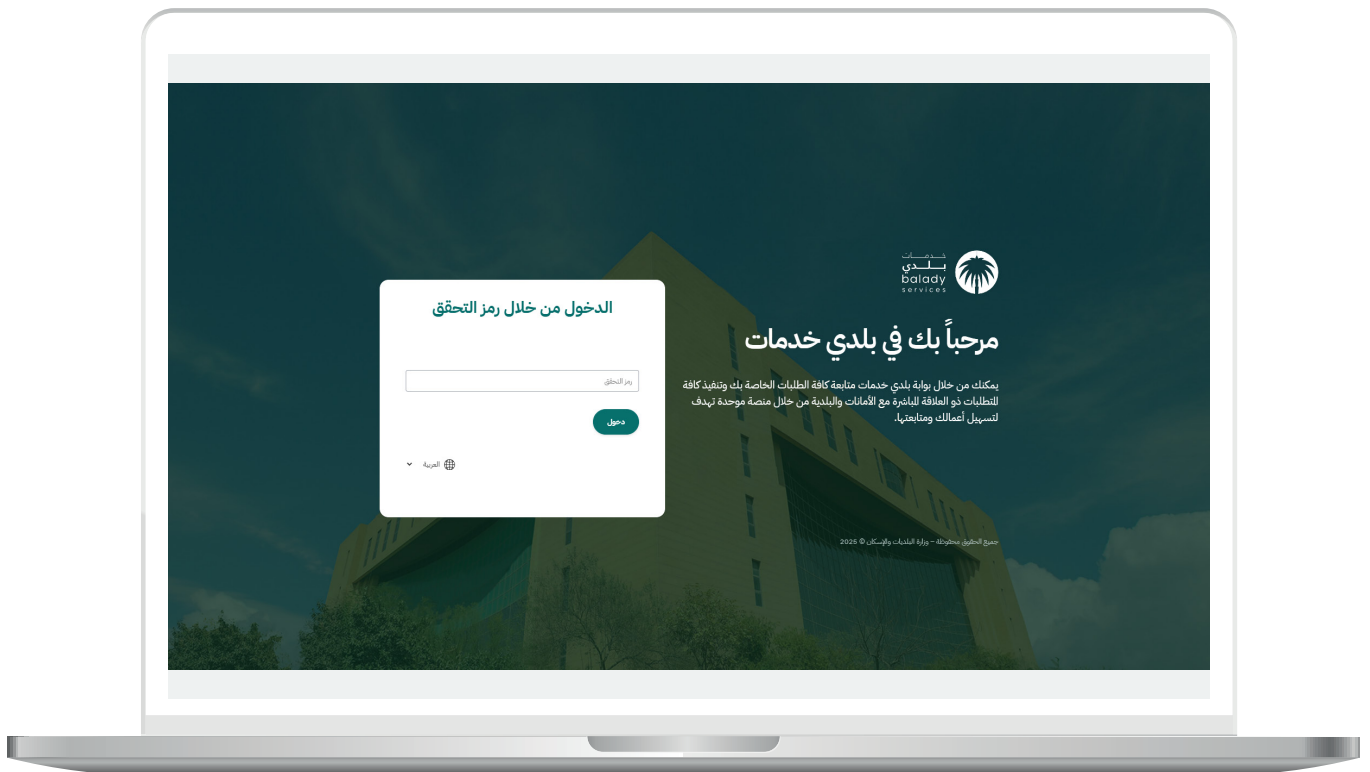 خدمات
بلدي
balady
services
مرحباً بك في بلدي خدمات
يمكنك من خلال بوابة بلدي خدمات متابعة كافة الطلبات الخاصة بك وتنفيذ كافة
المتطلبات ذو العلاقة المباشرة مع الأمانات والبلدية من خلال منصة موحدة تهدف
لتسهيل أعمالك ومتابعتها.
جميع الحقوق محفوظة – وزارة البلديات والإسكان © 2025
الدخول من خلال رمز التحقق
رمز التحقق
دخول
العربية